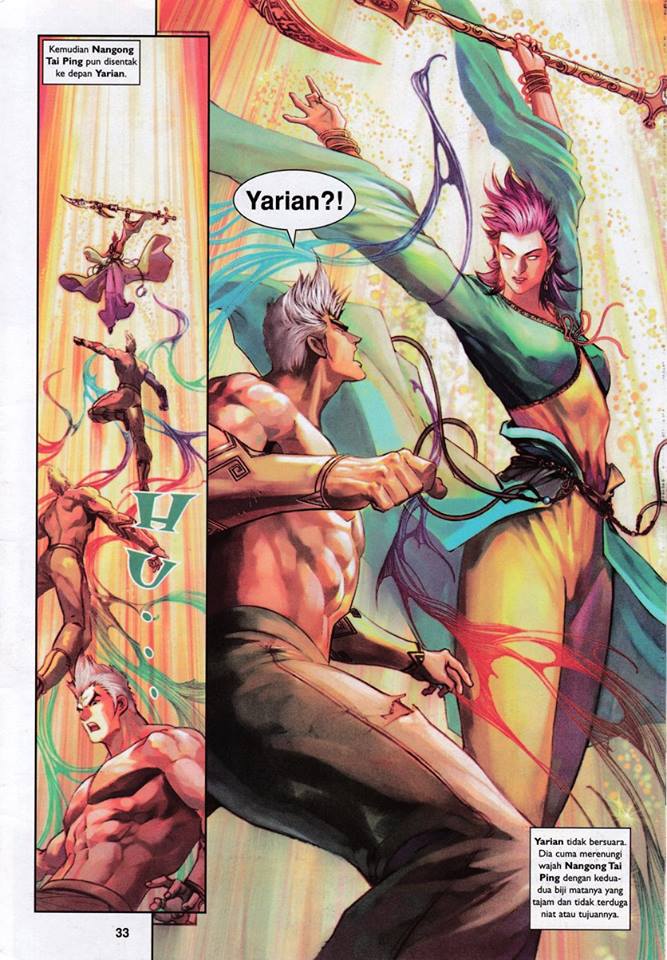 Kemudian Nangong
Tai Ping pun disentak
ke depan Yarian.
Yarian?!
HU...
Yarian tidak bersuara.
Dia cuma merenungi
wajah Nangong Tai
Ping dengan kedua-
dua biji matanya yang
tajam dan tidak terduga
niat atau tujuannya.
33